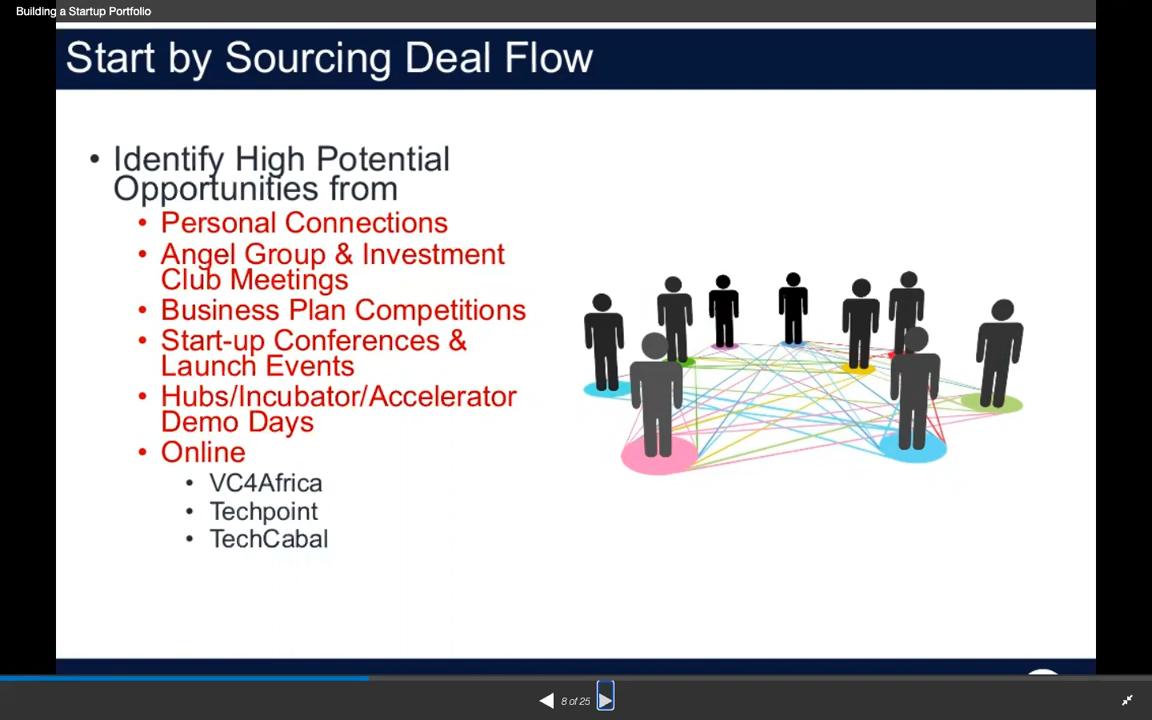 Building a Startup Portfolio
Start by Sourcing Deal Flow
• Identify High Potential
Opportunities from
• Personal Connections
• Angel Group & Investment
Club Meetings
• Business Plan Competitions
• Start-up Conferences &
Launch Events
• Hubs/Incubator/Accelerator
Demo Days
• Online
• VC4Africa
• Techpoint
• TechCabal
8 of 25